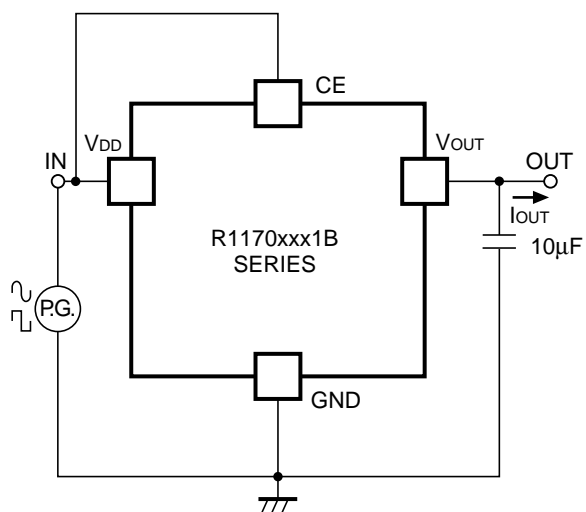 CE
VDD
VOUT
IN
OUT
IOUT
R1170xxx1B
SERIES
10μF
P.G.
GND